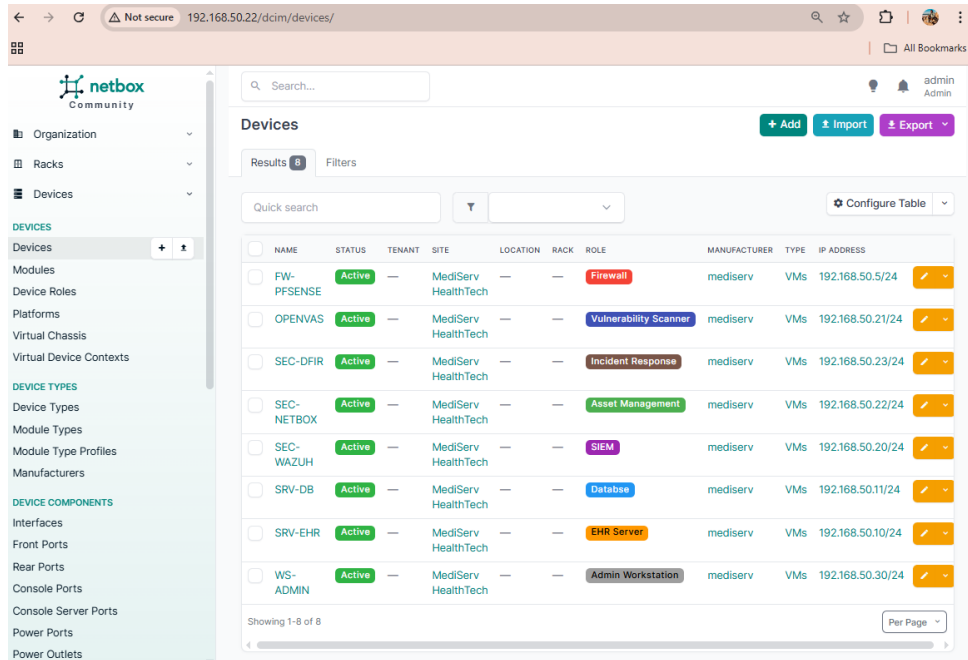 Not secure 192.168.50.22/dcim/devices/
All Bookmarks
netbox
Community
Organization
Racks
Devices
DEVICES
Devices
Modules
Device Roles
Platforms
Virtual Chassis
Virtual Device Contexts
DEVICE TYPES
Device Types
Module Types
Module Type Profiles
Manufacturers
DEVICE COMPONENTS
Interfaces
Front Ports
Rear Ports
Console Ports
Console Server Ports
Power Ports
Power Outlets
Search...
admin
Admin
Devices
+ Add Import Export
Results 8 Filters
Quick search
Configure Table
NAME STATUS TENANT SITE LOCATION RACK ROLE MANUFACTURER TYPE IP ADDRESS
FW- Active — MediServ — — Firewall mediserv VMs 192.168.50.5/24
PFSENSE HealthTech
OPENVAS Active — MediServ — — Vulnerability Scanner mediserv VMs 192.168.50.21/24
HealthTech
SEC-DFIR Active — MediServ — — Incident Response mediserv VMs 192.168.50.23/24
HealthTech
SEC- Active — MediServ — — Asset Management mediserv VMs 192.168.50.22/24
NETBOX HealthTech
SEC- Active — MediServ — — SIEM mediserv VMs 192.168.50.20/24
WAZUH HealthTech
SRV-DB Active — MediServ — — Databse mediserv VMs 192.168.50.11/24
HealthTech
SRV-EHR Active — MediServ — — EHR Server mediserv VMs 192.168.50.10/24
HealthTech
WS- Active — MediServ — — Admin Workstation mediserv VMs 192.168.50.30/24
ADMIN HealthTech
Showing 1-8 of 8
Per Page